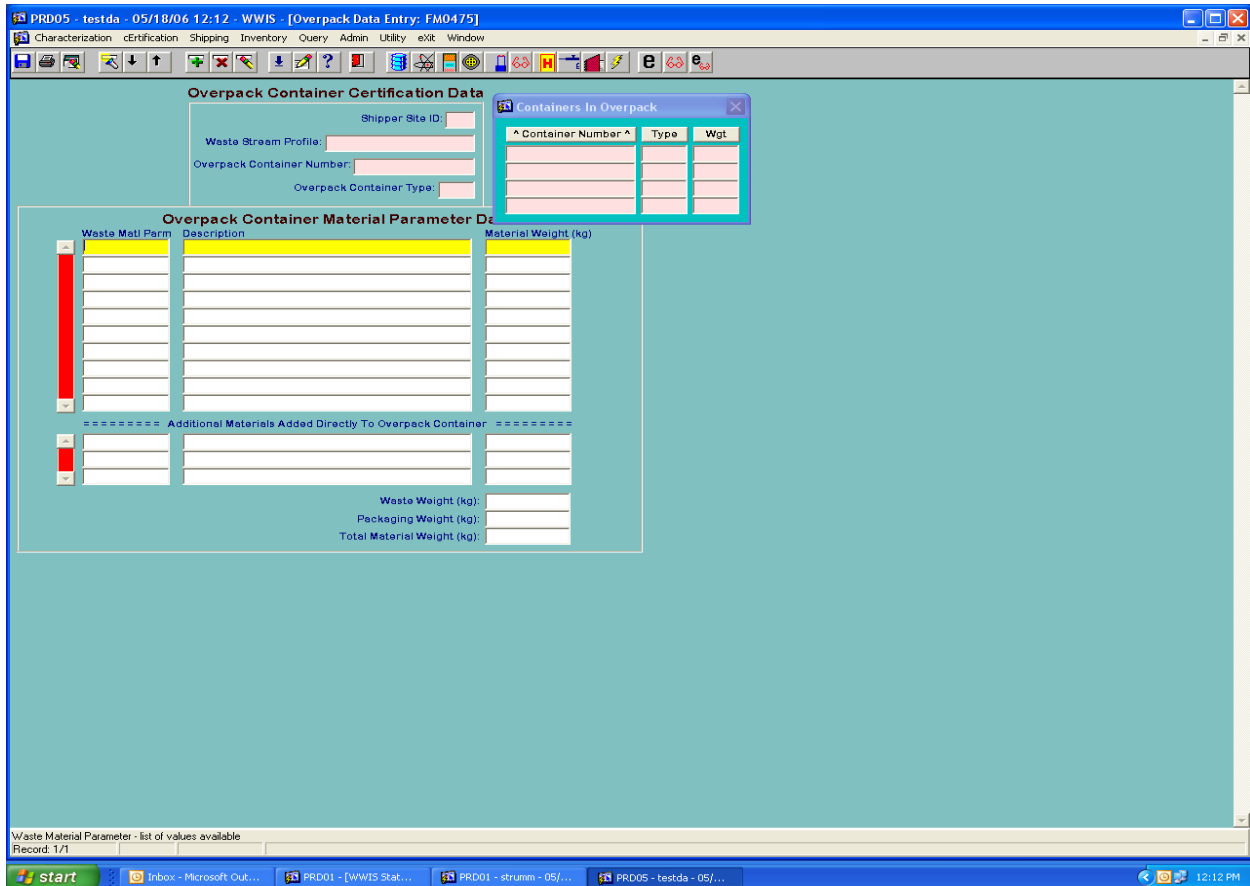 PRD05 - testda - 05/18/06 12:12 - WWIS - [Overpack Data Entry: FM0475]
Characterization cErtification Shipping Inventory Query Admin Utility eXit Window
Overpack Container Certification Data
Shipper Site ID:
Waste Stream Profile:
Overpack Container Number:
Overpack Container Type:
Containers In Overpack
^ Container Number ^ Type Wgt
Overpack Container Material Parameter Da
Waste Matl Parm Description Material Weight (kg)
========= Additional Materials Added Directly To Overpack Container =========
Waste Weight (kg):
Packaging Weight (kg):
Total Material Weight (kg):
Waste Material Parameter - list of values available
Record: 1/1
start Inbox - Microsoft Out... PRD01 - [WWIS Stat... PRD01 - strumm - 05/... PRD05 - testda - 05/... 12:12 PM